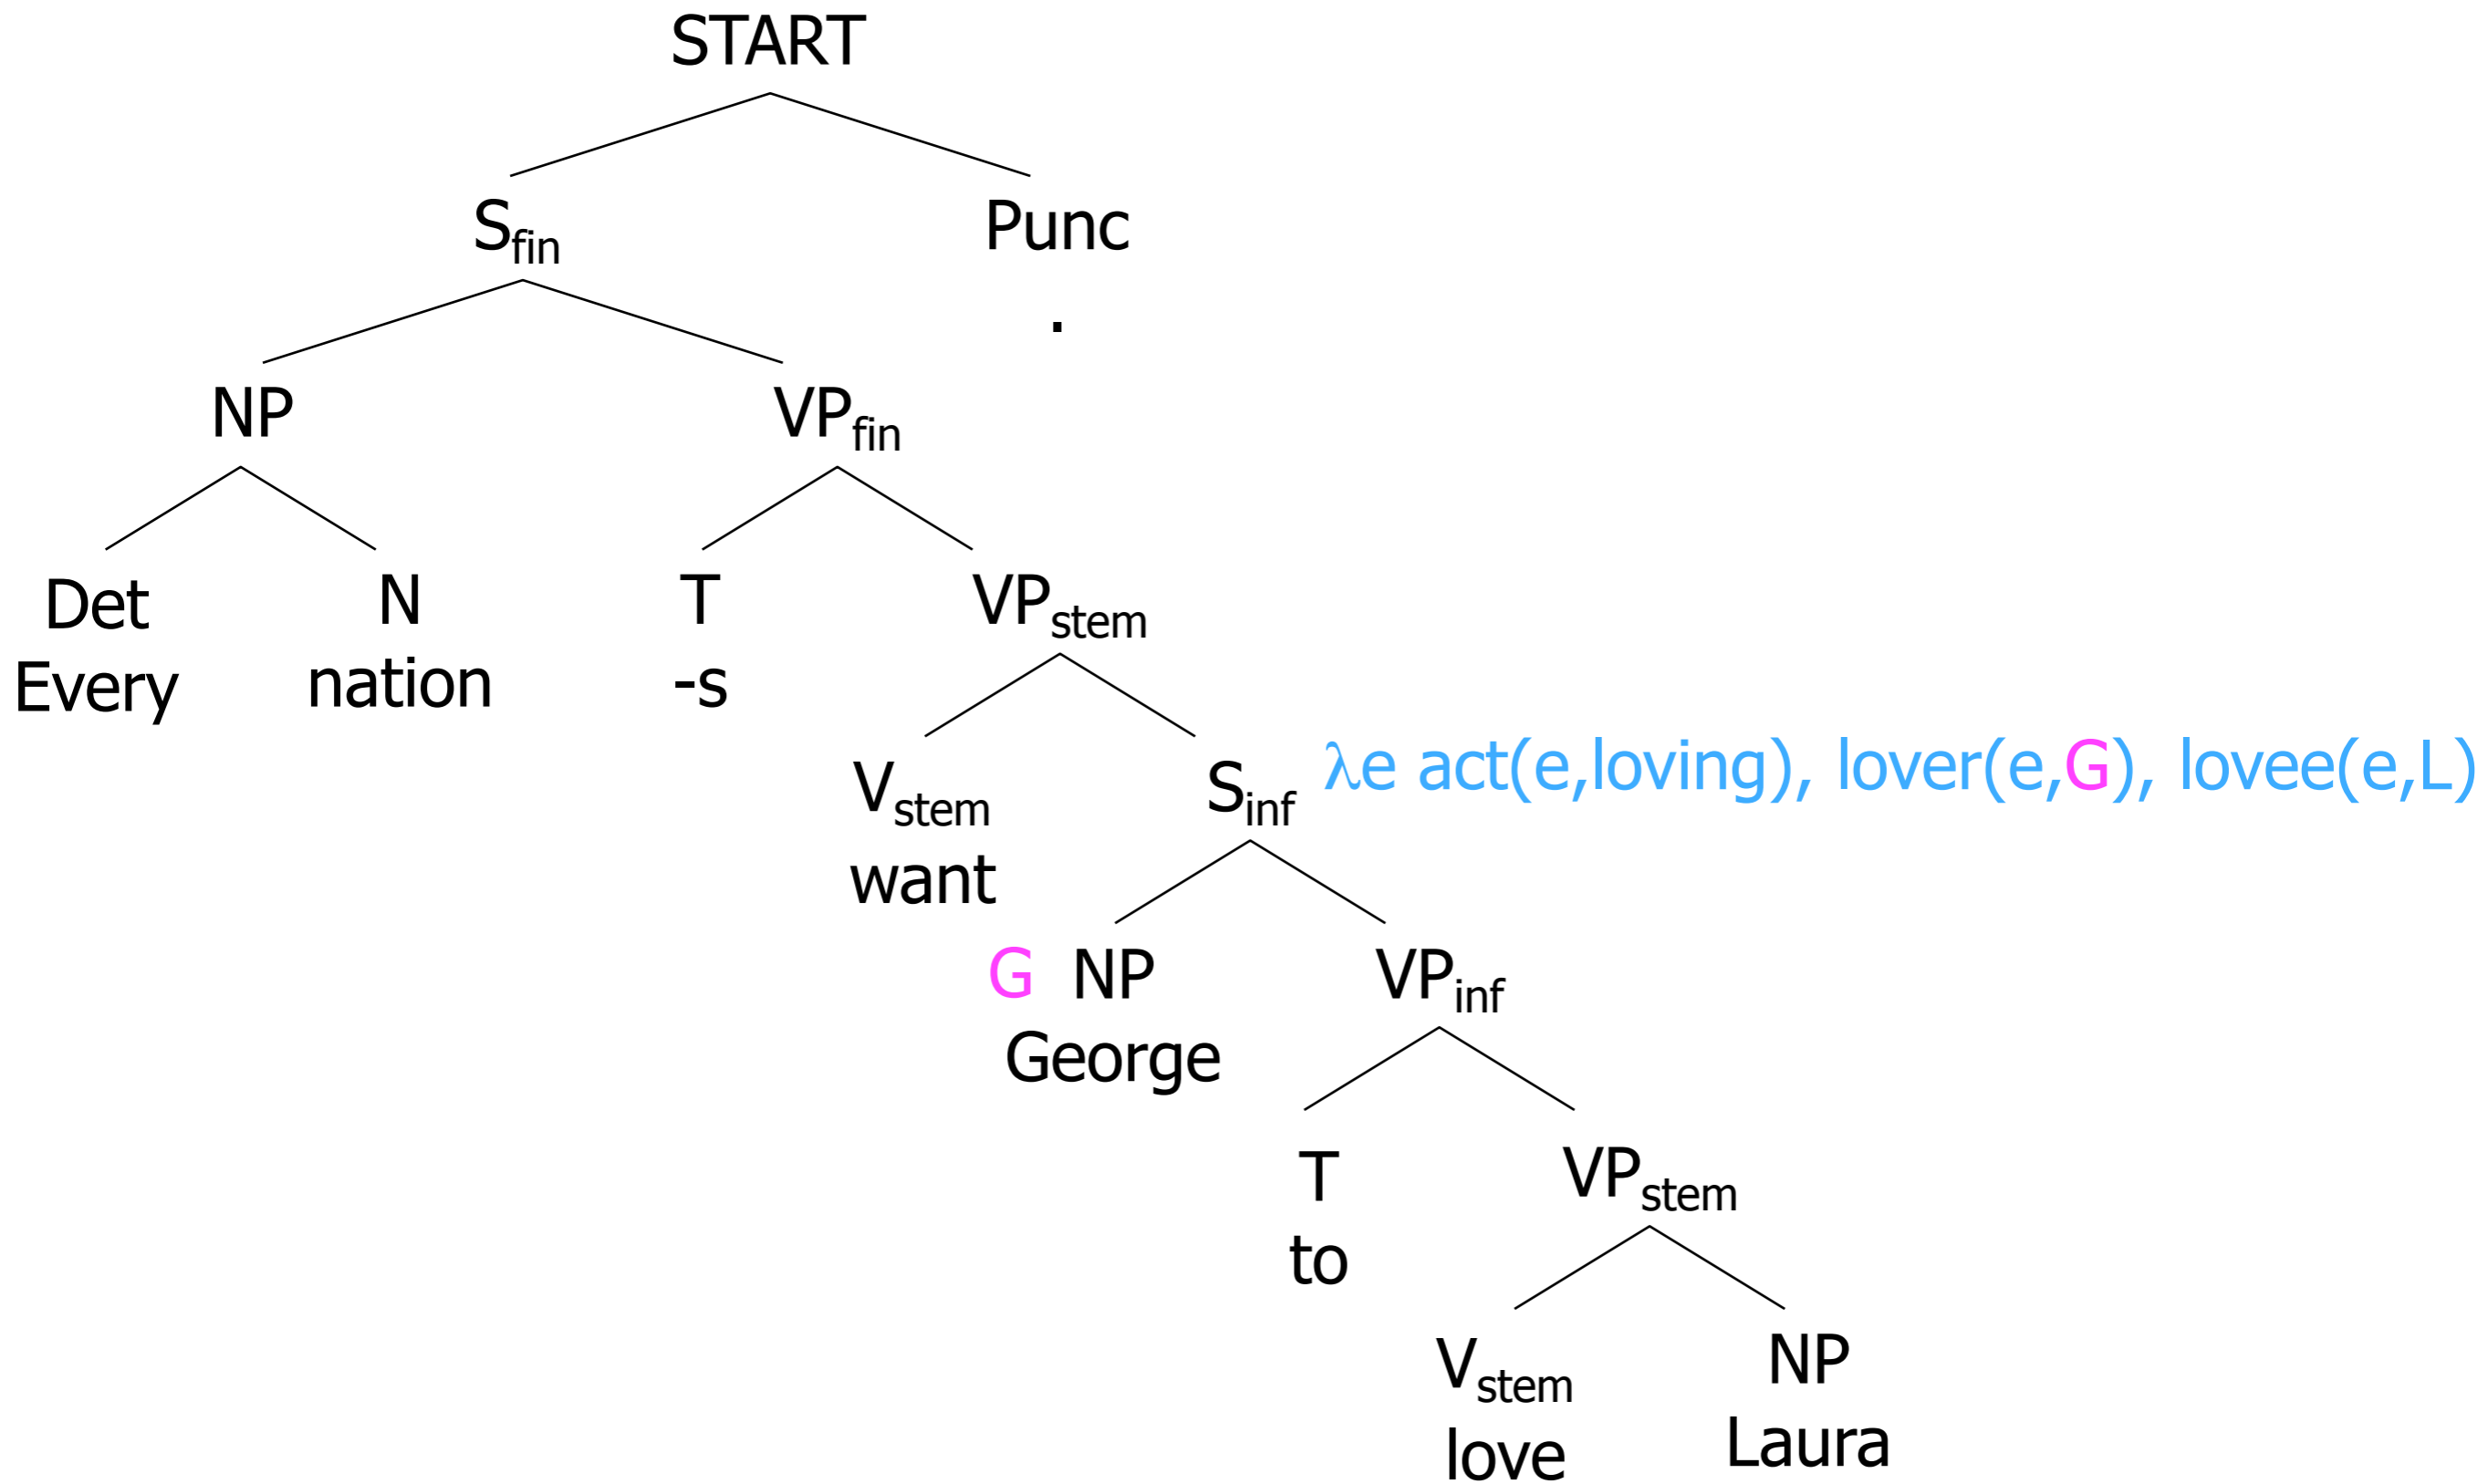 START
Sfin Punc
.
NP VPfin
Det N T VPstem
Every nation -s
Vstem Sinf λe act(e,loving), lover(e,G), lovee(e,L)
want
G NP VPinf
George
T VPstem
to
Vstem NP
love Laura